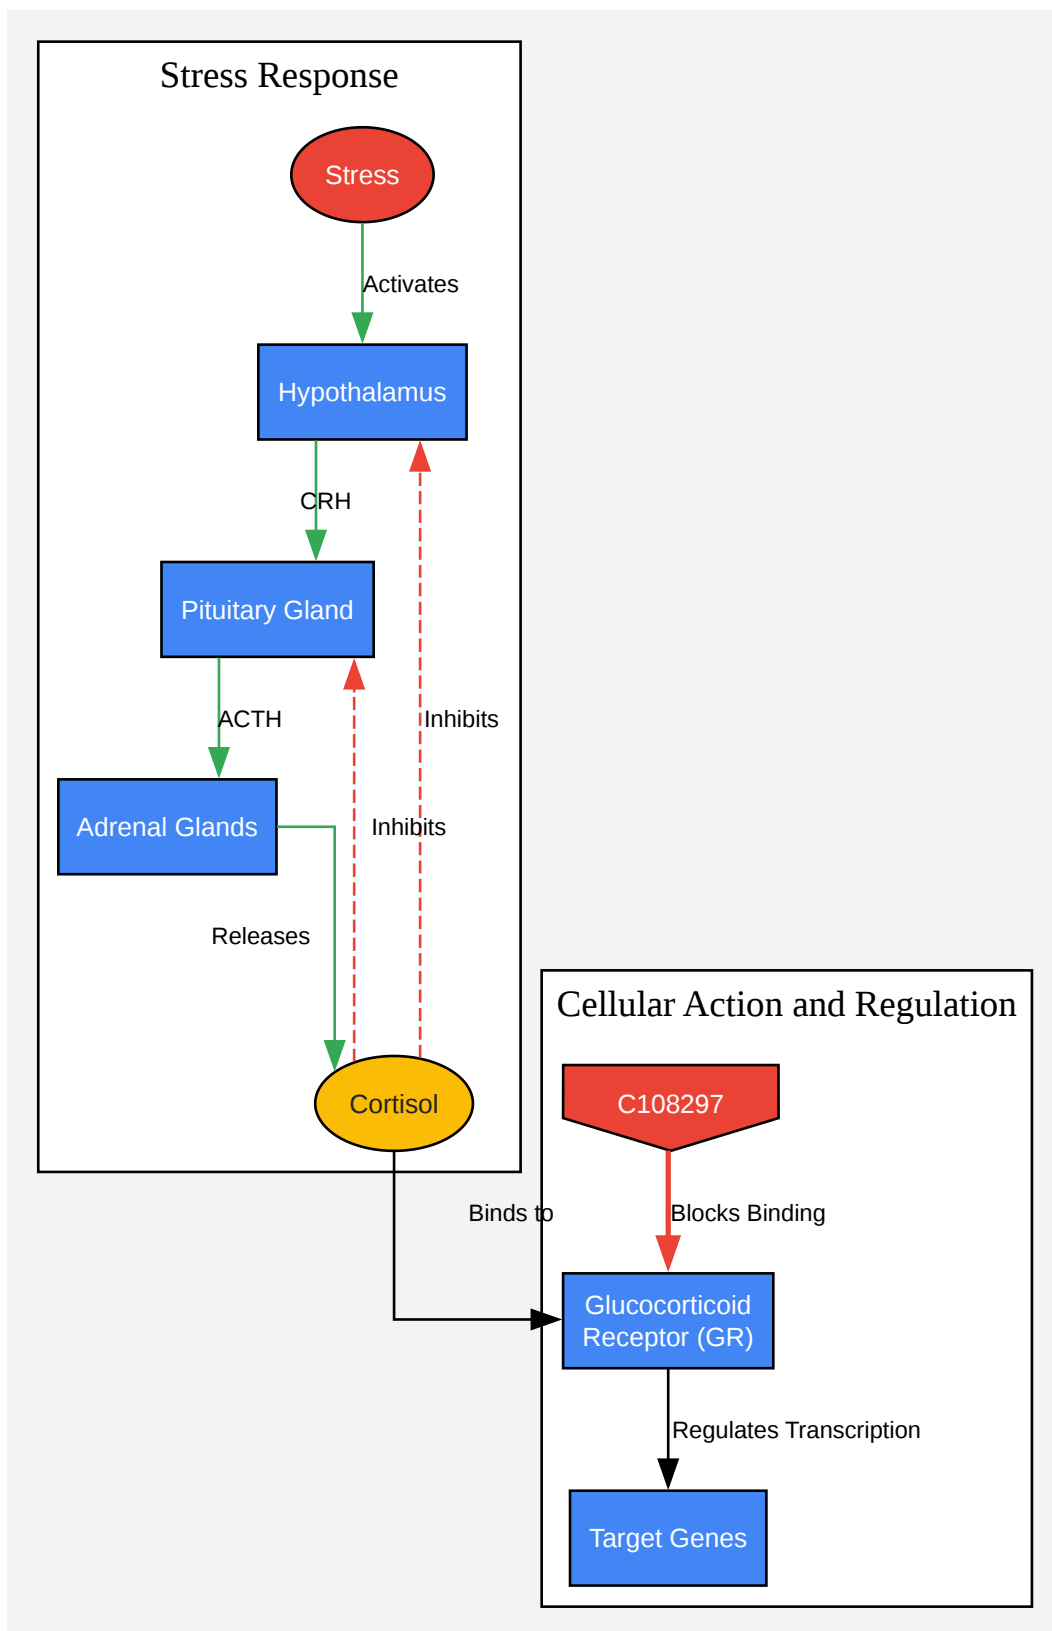 Stress Response
Stress
Activates
Hypothalamus
CRH
Pituitary Gland
ACTH
Inhibits
Adrenal Glands
Inhibits
Releases
Cortisol
Cellular Action and Regulation
C108297
Binds to
Blocks Binding
Glucocorticoid
Receptor (GR)
Regulates Transcription
Target Genes